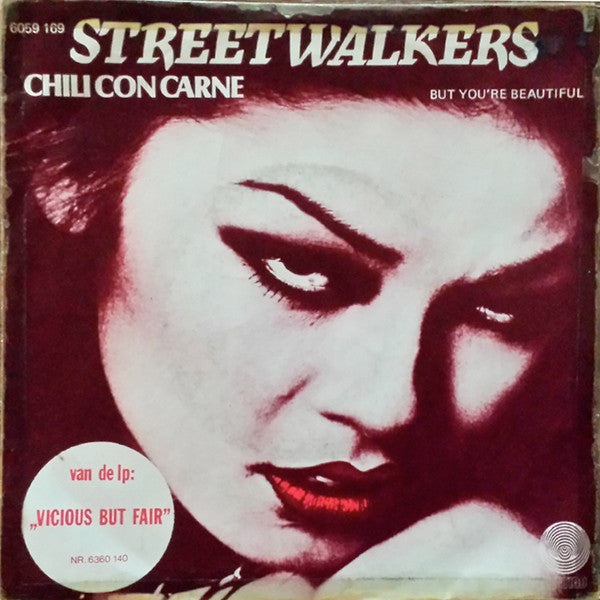 6059 169
STREETWALKERS
CHILI CON CARNE
BUT YOU'RE BEAUTIFUL
van de lp:
„VICIOUS BUT FAIR”
NR: 6360 140